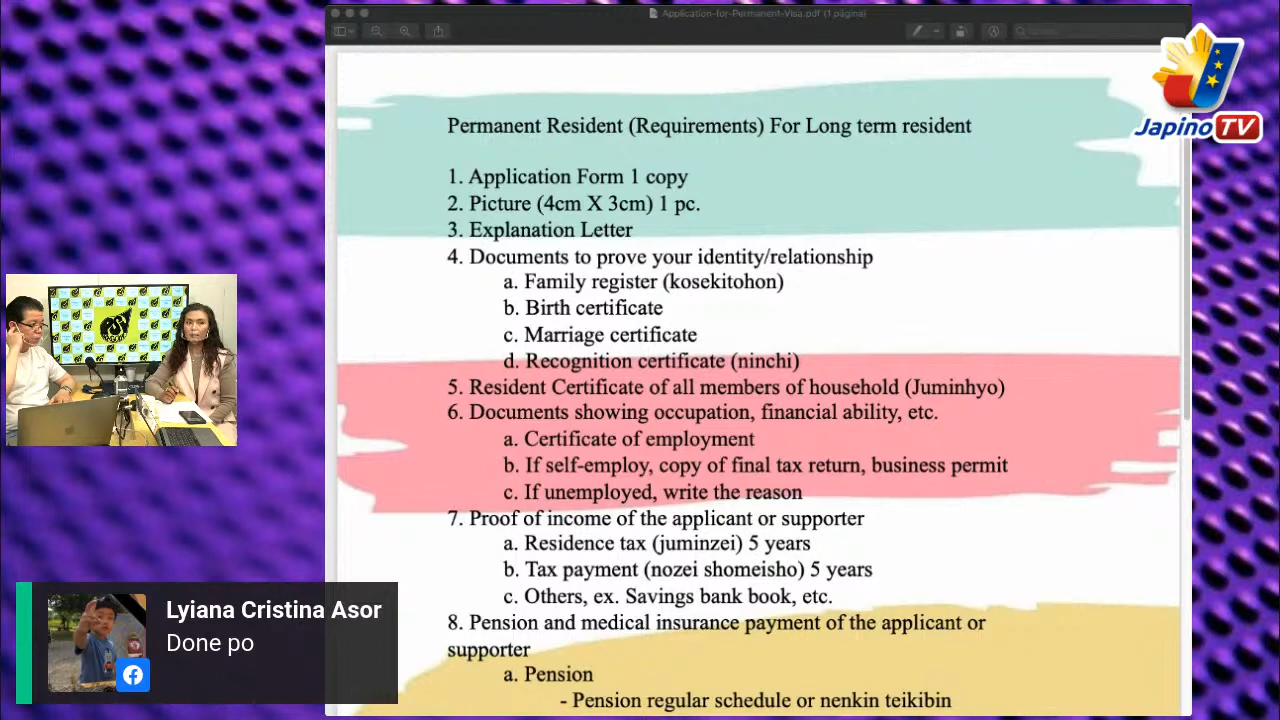 Application-for-Permanent-Visa.pdf (1 página)
Japino TV
Permanent Resident (Requirements) For Long term resident
1. Application Form 1 copy
2. Picture (4cm X 3cm) 1 pc.
3. Explanation Letter
4. Documents to prove your identity/relationship
a. Family register (kosekitohon)
b. Birth certificate
c. Marriage certificate
d. Recognition certificate (ninchi)
5. Resident Certificate of all members of household (Juminhyo)
6. Documents showing occupation, financial ability, etc.
a. Certificate of employment
b. If self-employ, copy of final tax return, business permit
c. If unemployed, write the reason
7. Proof of income of the applicant or supporter
a. Residence tax (juminzei) 5 years
b. Tax payment (nozei shomeisho) 5 years
c. Others, ex. Savings bank book, etc.
8. Pension and medical insurance payment of the applicant or
supporter
a. Pension
- Pension regular schedule or nenkin teikibin
Lyiana Cristina Asor
Done po